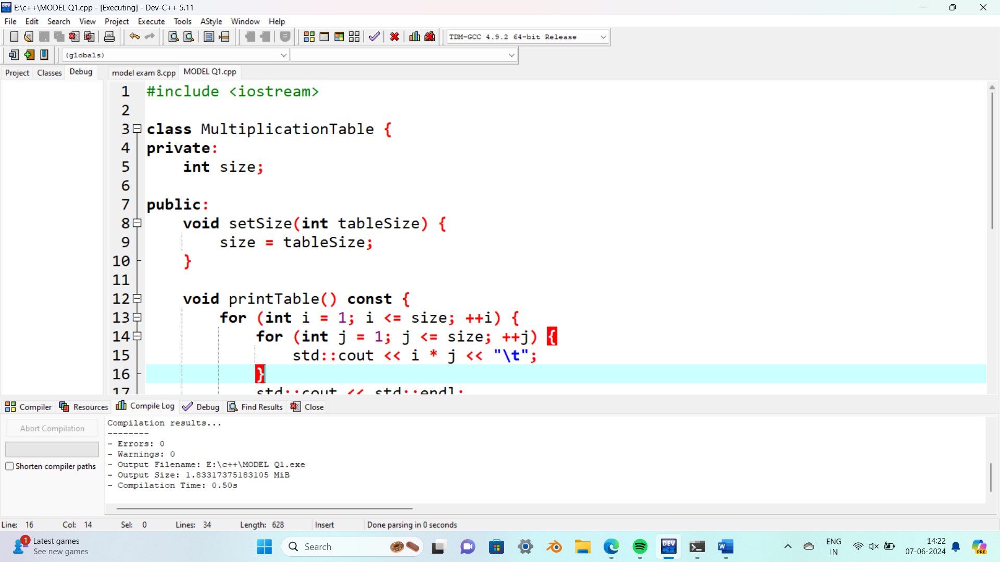 E:\c++\MODEL Q1.cpp - [Executing] - Dev-C++ 5.11
File Edit Search View Project Execute Tools AStyle Window Help
TDM-GCC 4.9.2 64-bit Release
(globals)
Project Classes Debug model exam 8.cpp MODEL Q1.cpp
1 #include <iostream>
2
3 class MultiplicationTable {
4 private:
5 int size;
6
7 public:
8 void setSize(int tableSize) {
9 size = tableSize;
10 }
11
12 void printTable() const {
13 for (int i = 1; i <= size; ++i) {
14 for (int j = 1; j <= size; ++j) {
15 std::cout << i * j << "\t";
16 }
17 std::cout << std::endl;
Compiler Resources Compile Log Debug Find Results Close
Abort Compilation
Shorten compiler paths
Compilation results...
--------
- Errors: 0
- Warnings: 0
- Output Filename: E:\c++\MODEL Q1.exe
- Output Size: 1.83317375183105 MiB
- Compilation Time: 0.50s
Line: 16 Col: 14 Sel: 0 Lines: 34 Length: 628 Insert Done parsing in 0 seconds
1
Latest games
See new games
Search
DEV
C++
W
PRE
ENG
IN
14:22
07-06-2024